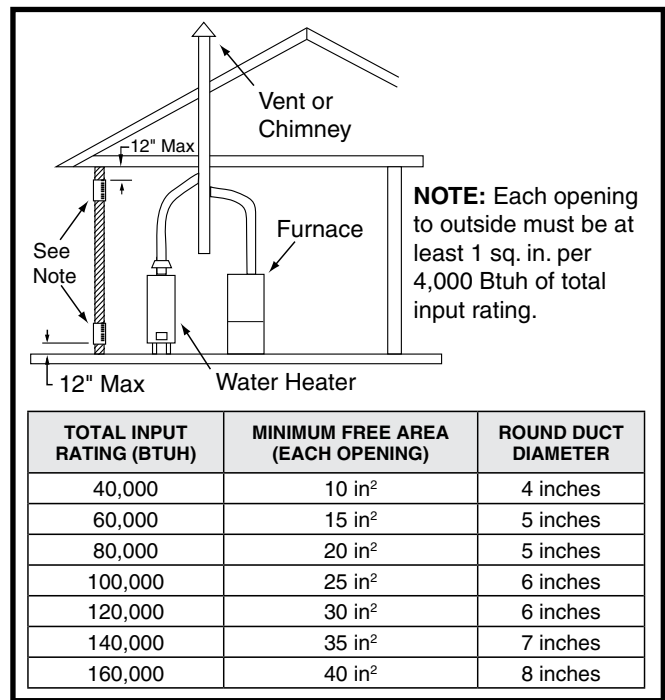 Vent or
Chimney
12" Max
NOTE: Each opening
to outside must be at
least 1 sq. in. per
4,000 Btuh of total
input rating.
Furnace
See
Note
12" Max
Water Heater
TOTAL INPUT RATING (BTUH) MINIMUM FREE AREA (EACH OPENING) ROUND DUCT DIAMETER
40,000 10 in² 4 inches
60,000 15 in² 5 inches
80,000 20 in² 5 inches
100,000 25 in² 6 inches
120,000 30 in² 6 inches
140,000 35 in² 7 inches
160,000 40 in² 8 inches